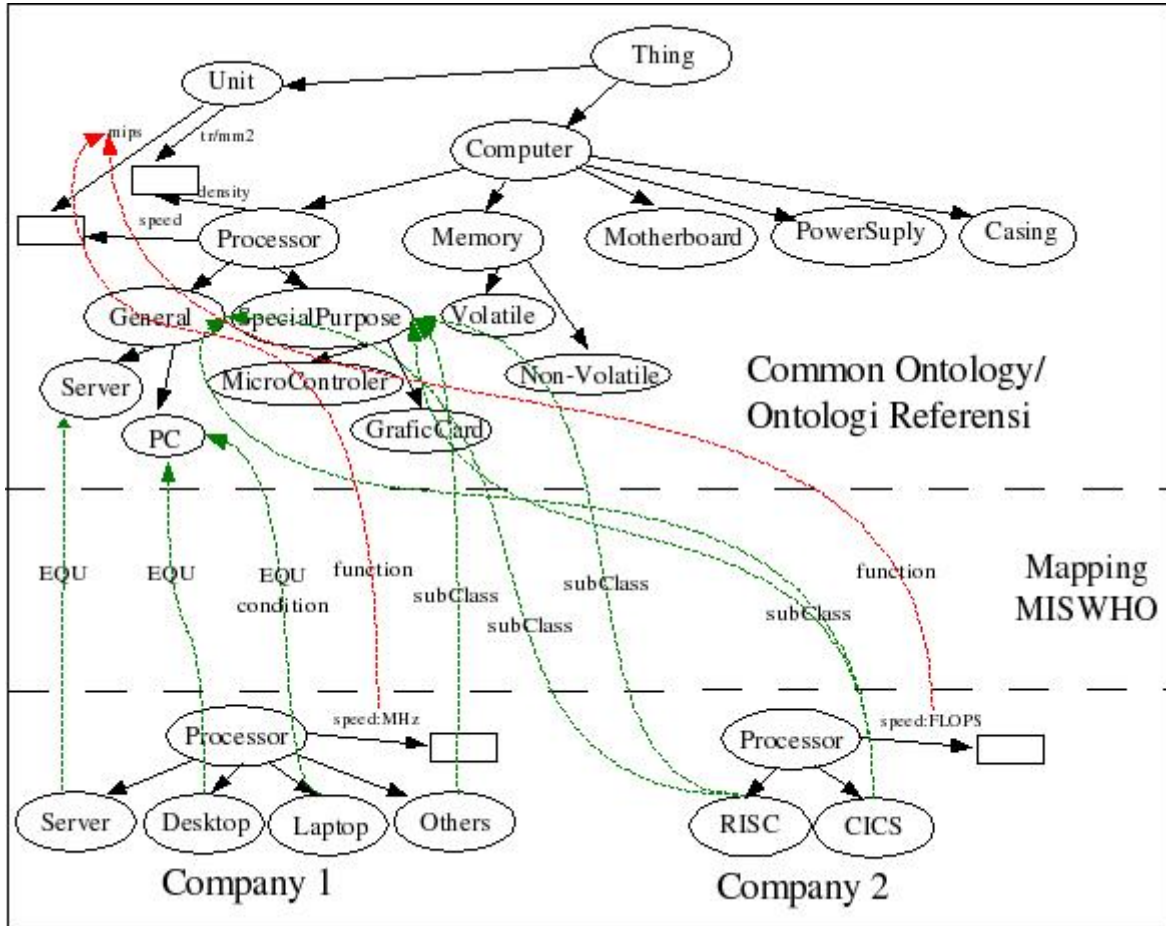 Thing
Unit
mips
tr/mm2
Computer
density
speed
Processor
Memory
Motherboard
PowerSuply
Casing
General
SpecialPurpose
Volatile
Server
MicroControler
Non-Volatile
PC
GraficCard
Common Ontology/
Ontologi Referensi
EQU
EQU
EQU
condition
function
subClass
subClass
subClass
function
subClass
Mapping
MISWHO
Processor
speed:MHz
Processor
speed:FLOPS
Server
Desktop
Laptop
Others
RISC
CICS
Company 1
Company 2